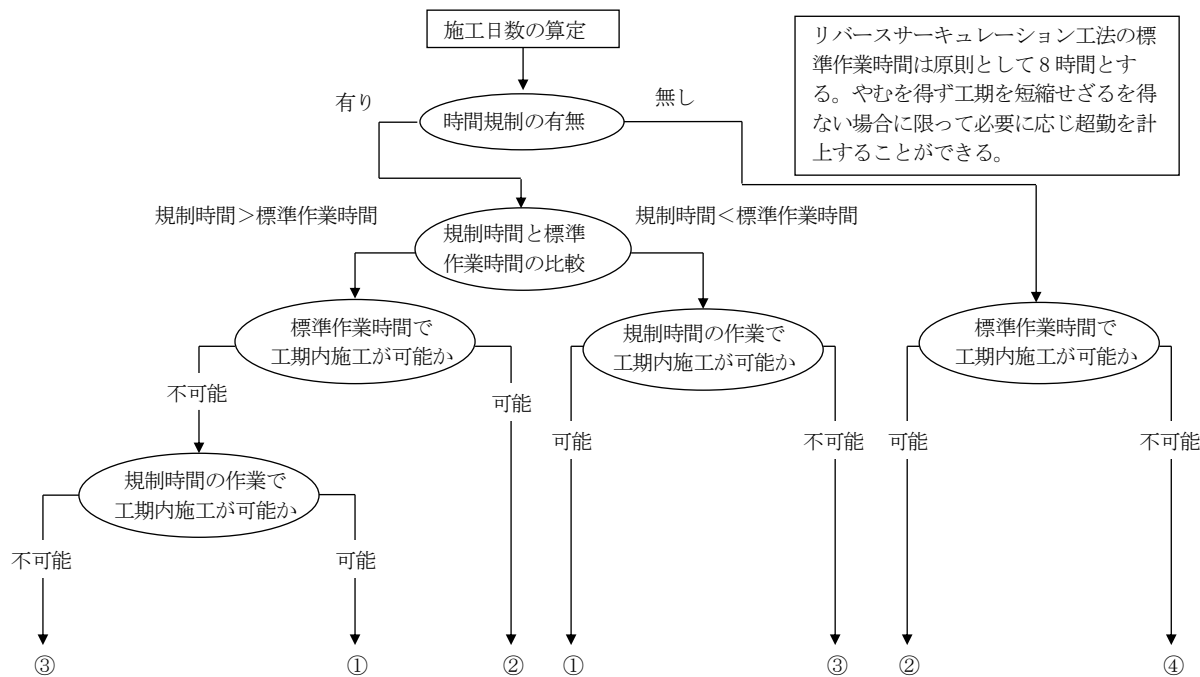 施工日数の算定
リバースサーキュレーション工法の標
準作業時間は原則として8時間とす
る。やむを得ず工期を短縮せざるを得
ない場合に限って必要に応じ超勤を計
上することができる。
有り
無し
時間規制の有無
規制時間＞標準作業時間
規制時間＜標準作業時間
規制時間と標準
作業時間の比較
標準作業時間で
工期内施工が可能か
規制時間の作業で
工期内施工が可能か
標準作業時間で
工期内施工が可能か
不可能
可能
可能
不可能
可能
不可能
規制時間の作業で
工期内施工が可能か
不可能
可能
③
①
②
①
③
②
④